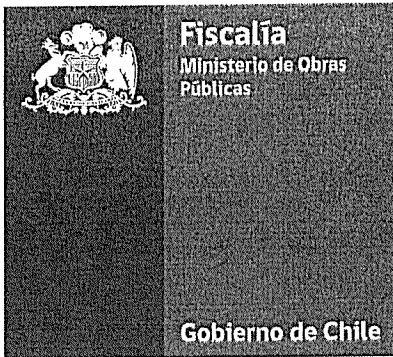 Fiscalía
Ministerio de Obras
Públicas
Gobierno de Chile